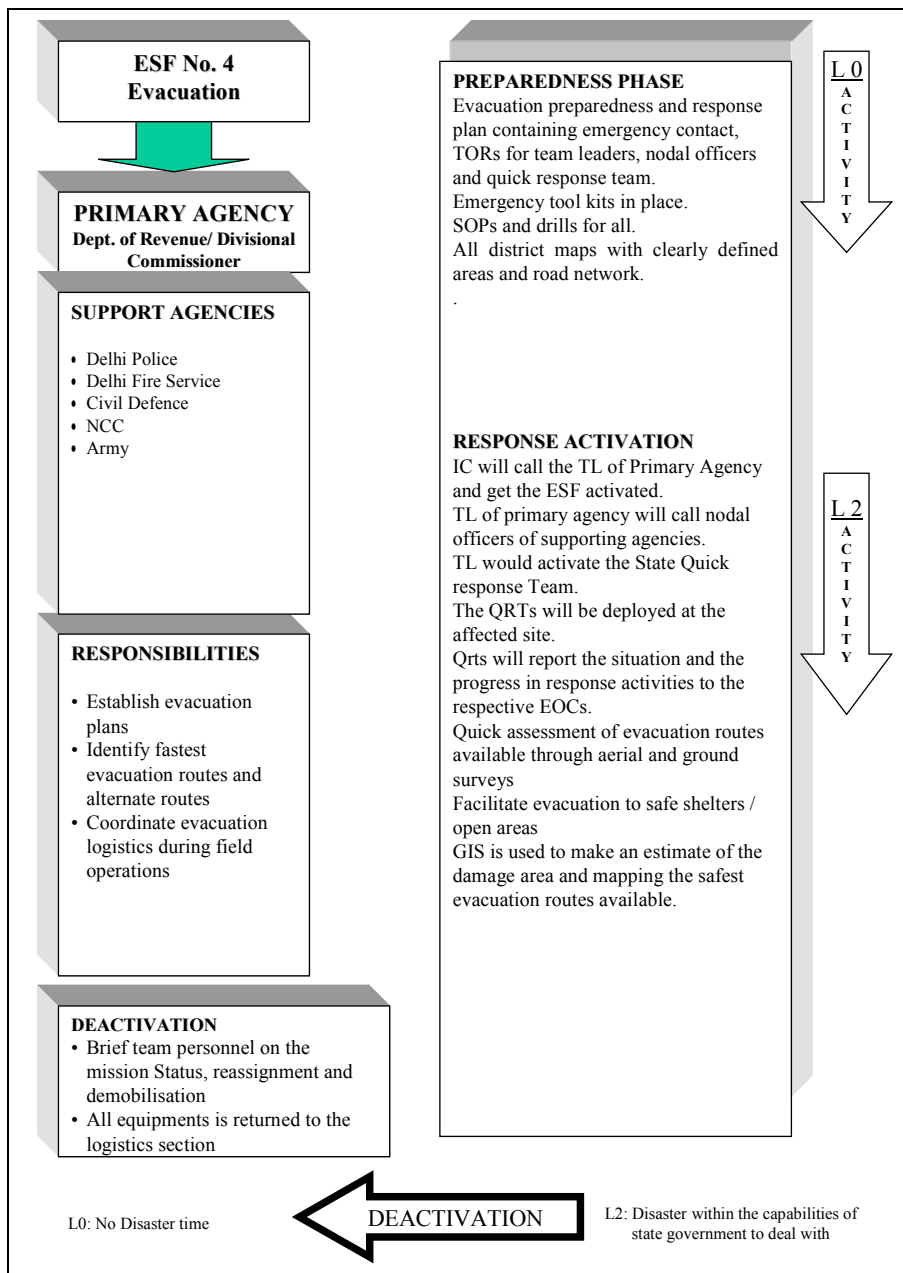 ESF No. 4
Evacuation
PRIMARY AGENCY
Dept. of Revenue/ Divisional
Commissioner
SUPPORT AGENCIES
• Delhi Police
• Delhi Fire Service
• Civil Defence
• NCC
• Army
RESPONSIBILITIES
• Establish evacuation
plans
• Identify fastest
evacuation routes and
alternate routes
• Coordinate evacuation
logistics during field
operations
DEACTIVATION
• Brief team personnel on the
mission Status, reassignment and
demobilisation
• All equipments is returned to the
logistics section
PREPAREDNESS PHASE
Evacuation preparedness and response
plan containing emergency contact,
TORs for team leaders, nodal officers
and quick response team.
Emergency tool kits in place.
SOPs and drills for all.
All district maps with clearly defined
areas and road network.
.
RESPONSE ACTIVATION
IC will call the TL of Primary Agency
and get the ESF activated.
TL of primary agency will call nodal
officers of supporting agencies.
TL would activate the State Quick
response Team.
The QRTs will be deployed at the
affected site.
Qrts will report the situation and the
progress in response activities to the
respective EOCs.
Quick assessment of evacuation routes
available through aerial and ground
surveys
Facilitate evacuation to safe shelters /
open areas
GIS is used to make an estimate of the
damage area and mapping the safest
evacuation routes available.
L 0
ACTIVITY
L 2
ACTIVITY
L0: No Disaster time
DEACTIVATION
L2: Disaster within the capabilities of
state government to deal with